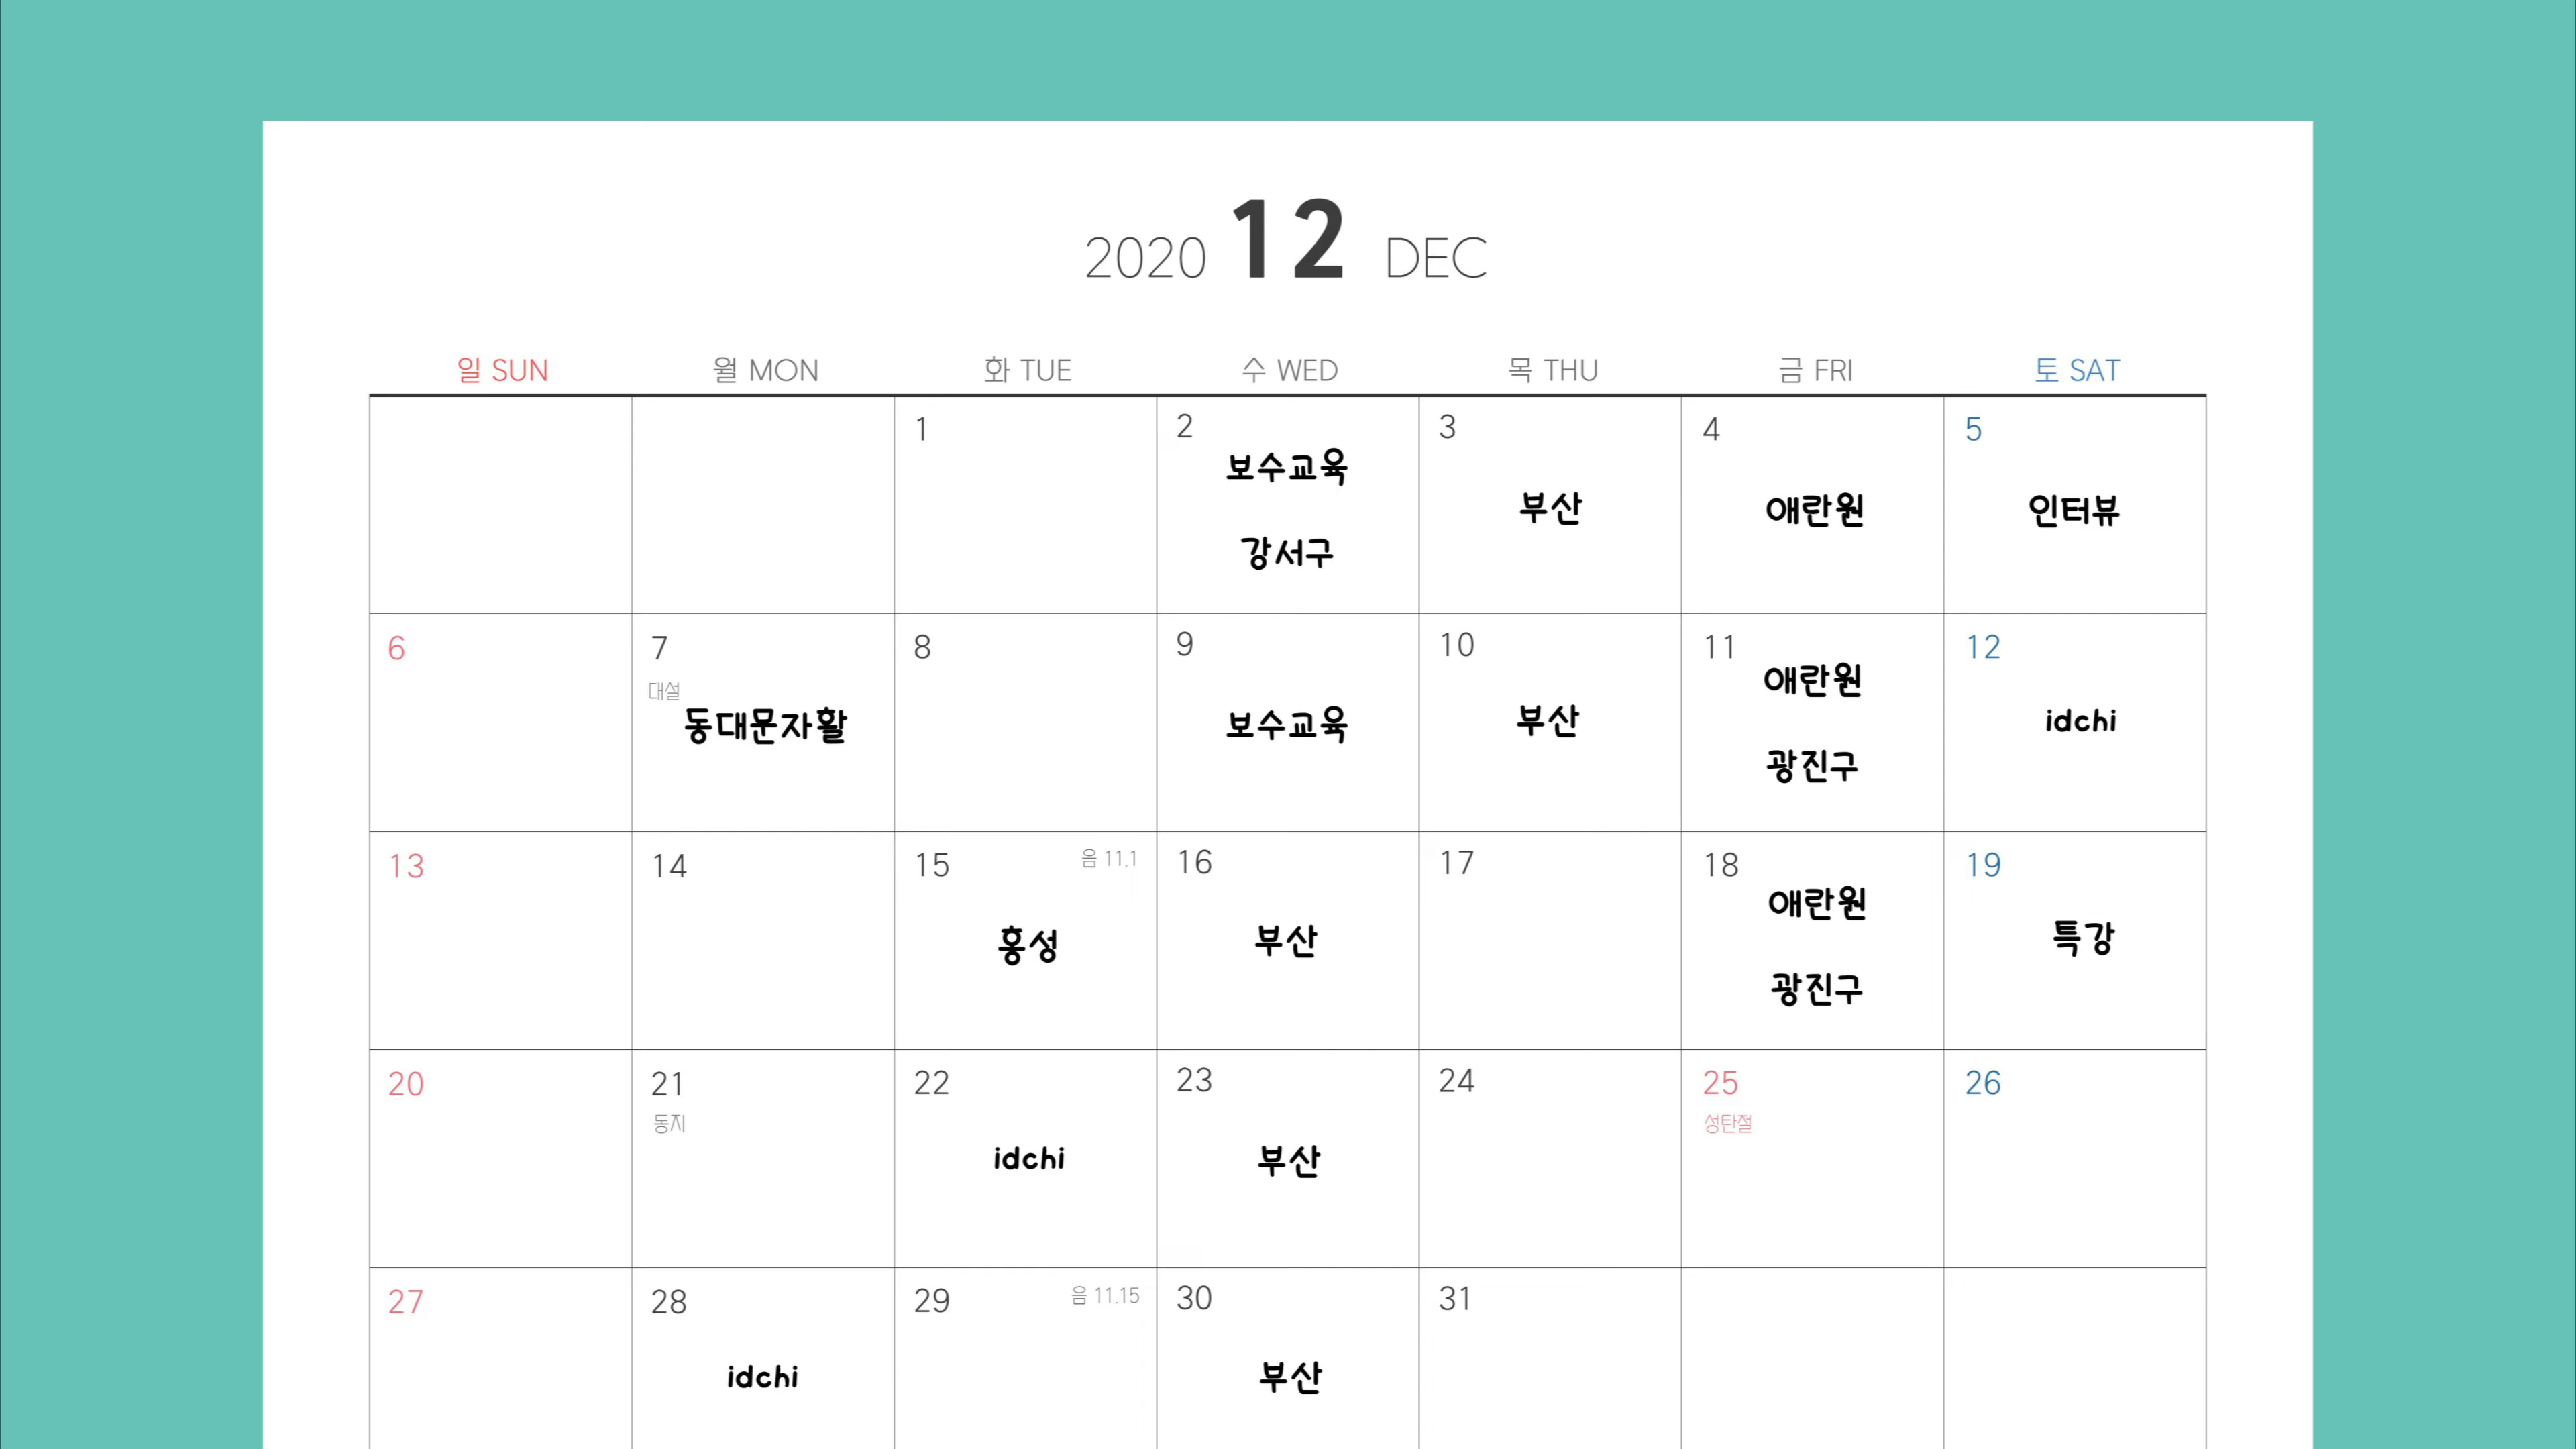 2020 12 DEC
일 SUN 월 MON 화 TUE 수 WED 목 THU 금 FRI 토 SAT
1 2 3 4 5
보수교육
부산 애란원 인터뷰
강서구
6 7 8 9 10 11 12
대설
애란원
동대문자활 보수교육 부산 idchi
광진구
13 14 15 음 11.1 16 17 18 19
애란원
홍성 부산 특강
광진구
20 21 22 23 24 25 26
동지 성탄절
idchi 부산
27 28 29 음 11.15 30 31
idchi 부산